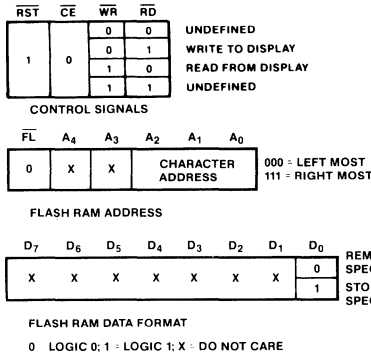 RST CE WR RD
1 0 0 0 UNDEFINED
0 1 WRITE TO DISPLAY
1 0 READ FROM DISPLAY
1 1 UNDEFINED
CONTROL SIGNALS
FL A4 A3 A2 A1 A0
0 X X CHARACTER ADDRESS 000 = LEFT MOST
111 = RIGHT MOST
FLASH RAM ADDRESS
D7 D6 D5 D4 D3 D2 D1 D0
X X X X X X X 0
1
FLASH RAM DATA FORMAT
0 LOGIC 0; 1 = LOGIC 1; X = DO NOT CARE